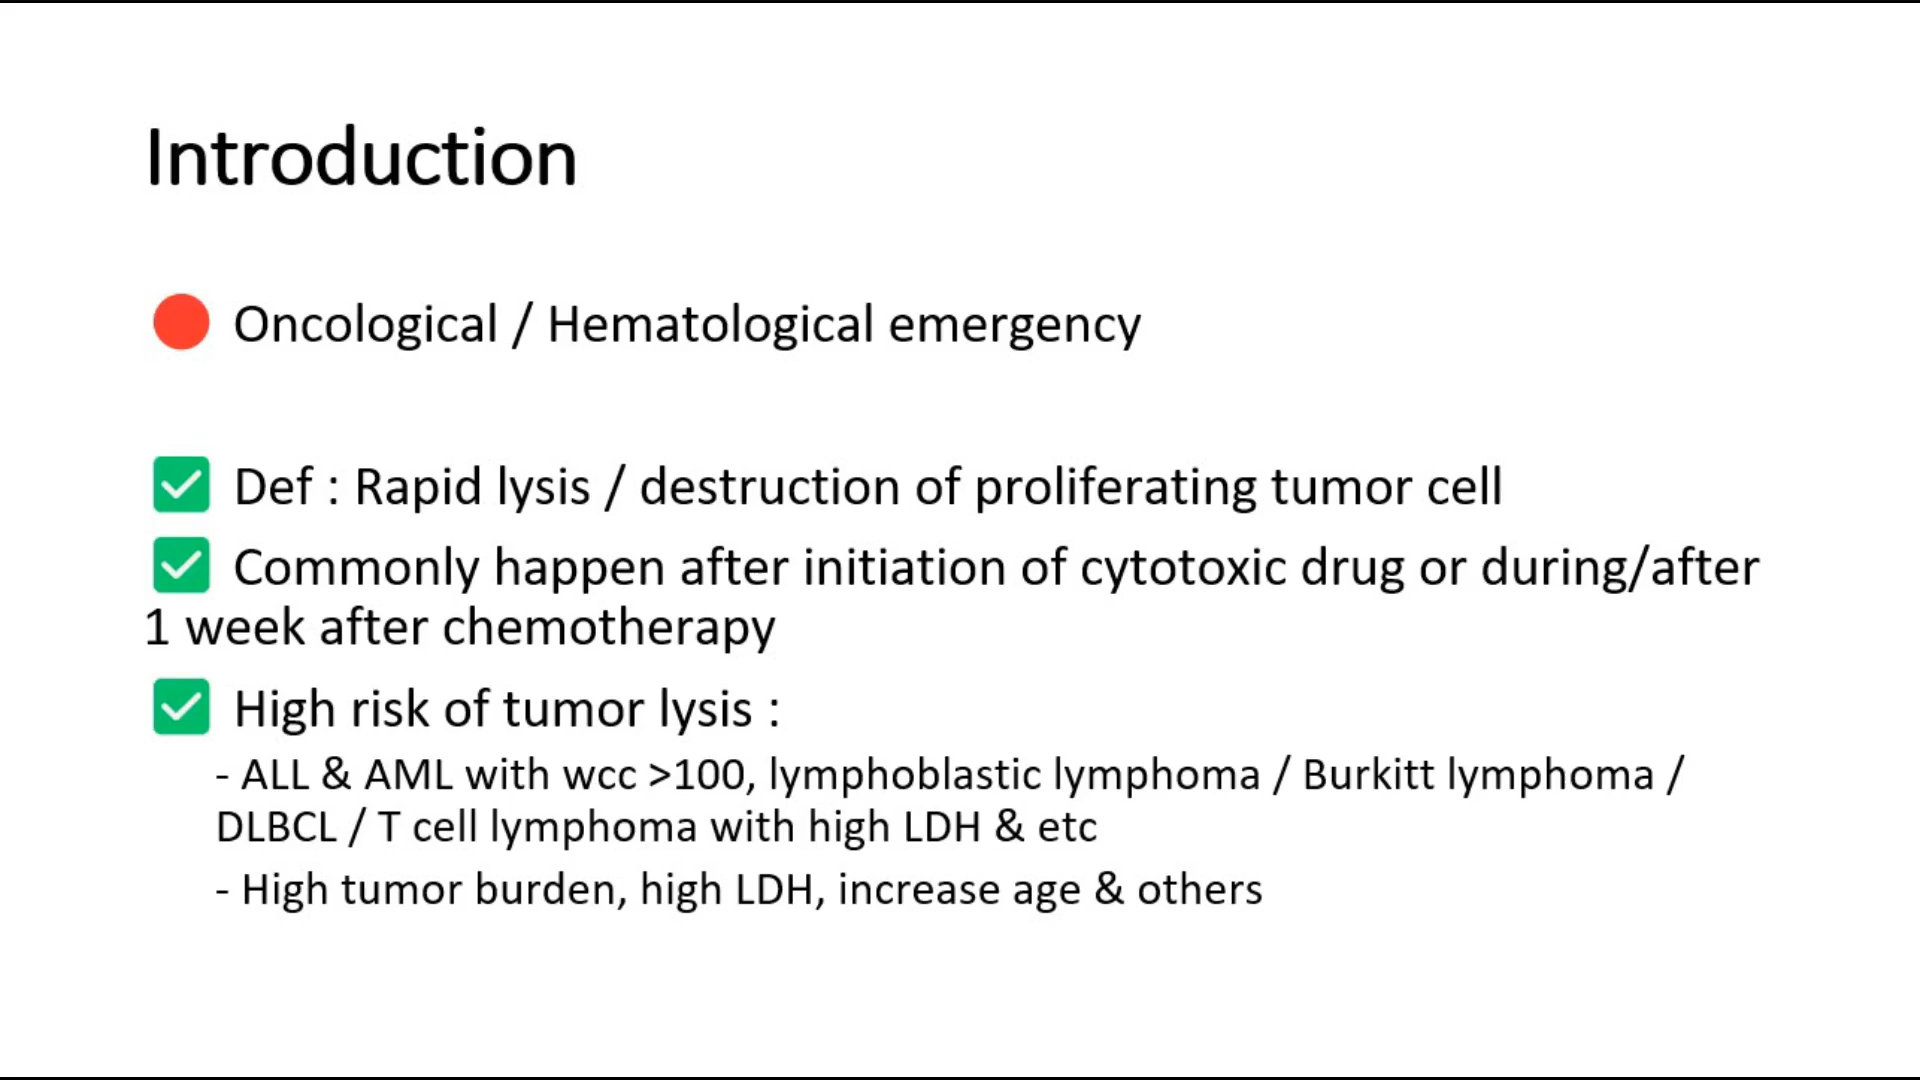 Introduction
Oncological / Hematological emergency
Def : Rapid lysis / destruction of proliferating tumor cell
Commonly happen after initiation of cytotoxic drug or during/after
1 week after chemotherapy
High risk of tumor lysis :
- ALL & AML with wcc >100, lymphoblastic lymphoma / Burkitt lymphoma /
DLBCL / T cell lymphoma with high LDH & etc
- High tumor burden, high LDH, increase age & others